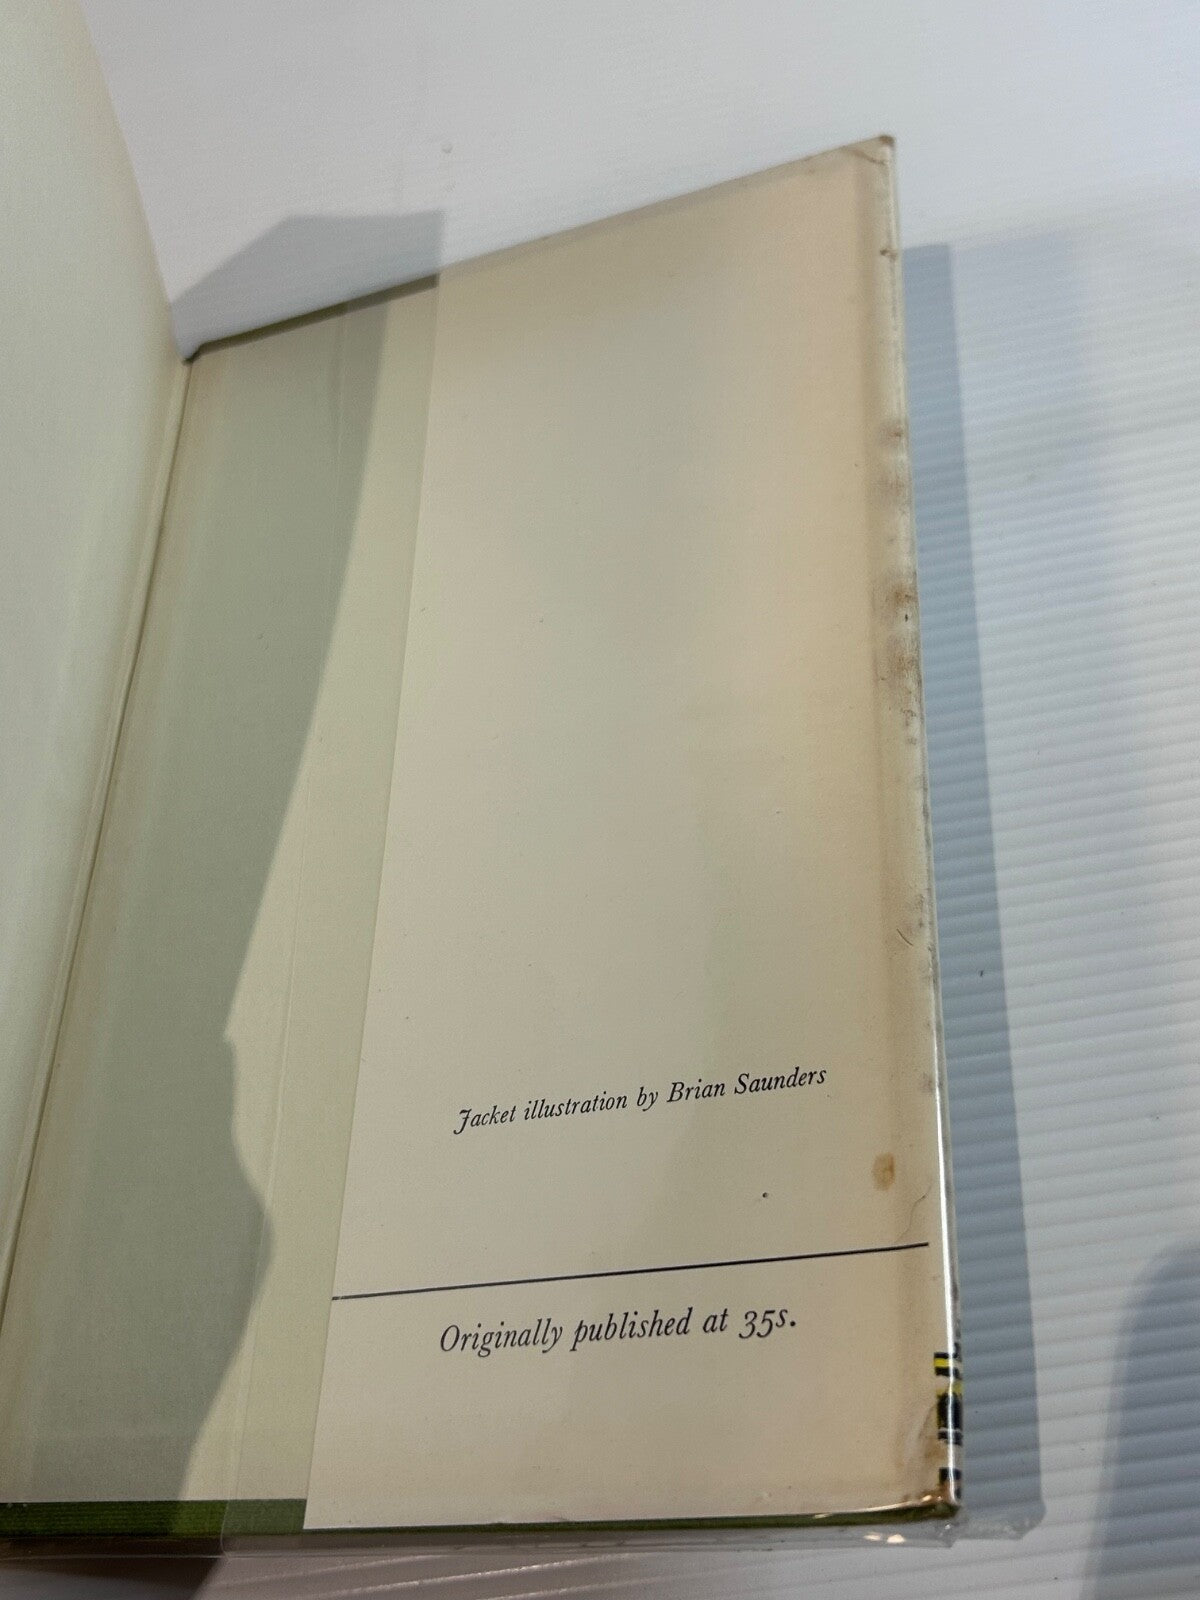 Jacket illustration by Brian Saunders
Originally published at 35s.